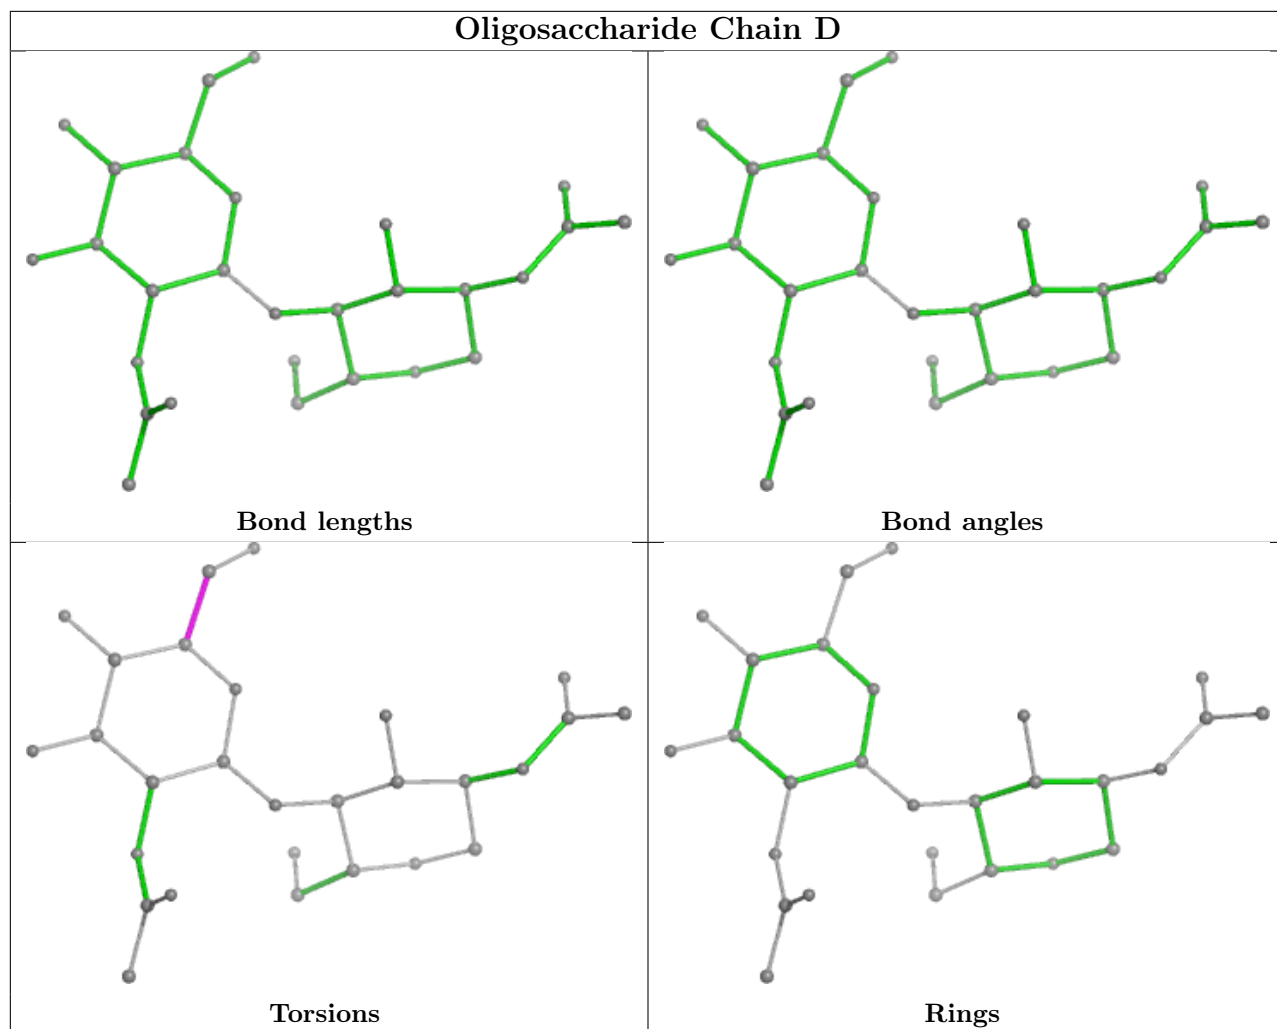 Oligosaccharide Chain D
Bond lengths
Bond angles
Torsions
Rings